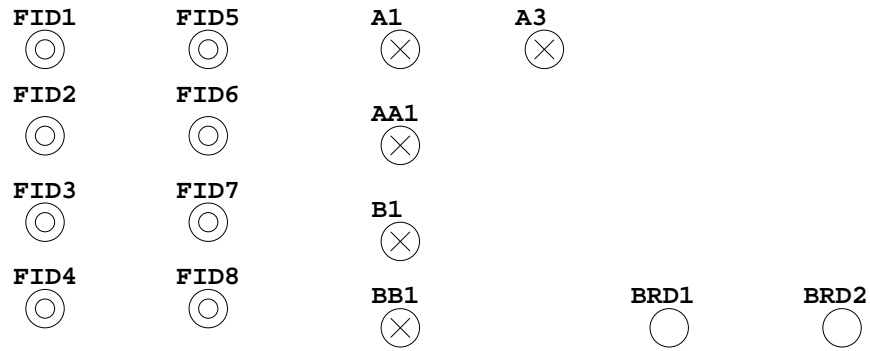 FID1 FID5 A1 A3
FID2 FID6 AA1
FID3 FID7 B1
FID4 FID8 BB1 BRD1 BRD2